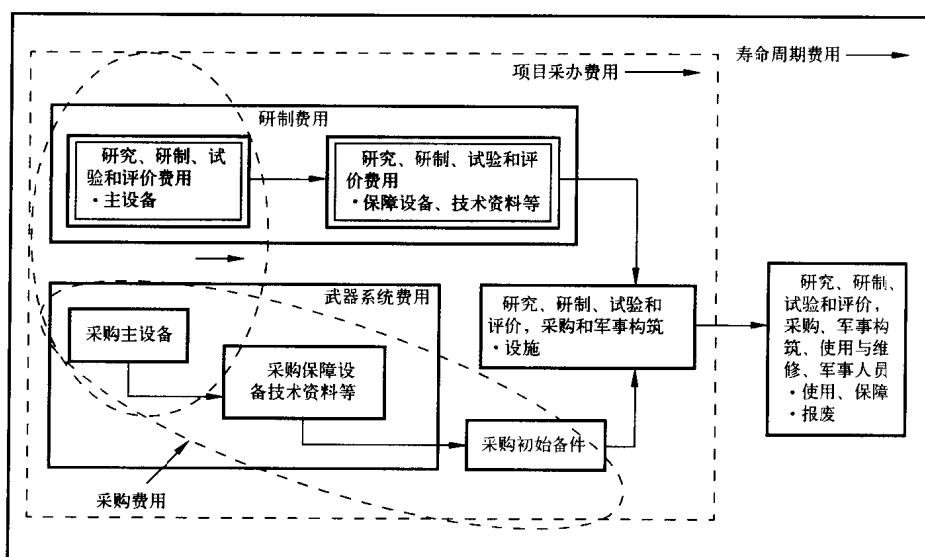 寿命周期费用
项目采办费用
研制费用
研究、研制、试
验和评价费用
·主设备
研究、研制、试验和评
价费用
·保障设备、技术资料等
武器系统费用
采购主设备
采购保障设
备技术资料等
采购初始备件
采购费用
研究、研制、试验和
评价,采购和军事构筑
·设施
研究、研制、
试验和评价,
采购、军事构
筑、使用与维
修、军事人员
·使用、保障
·报废